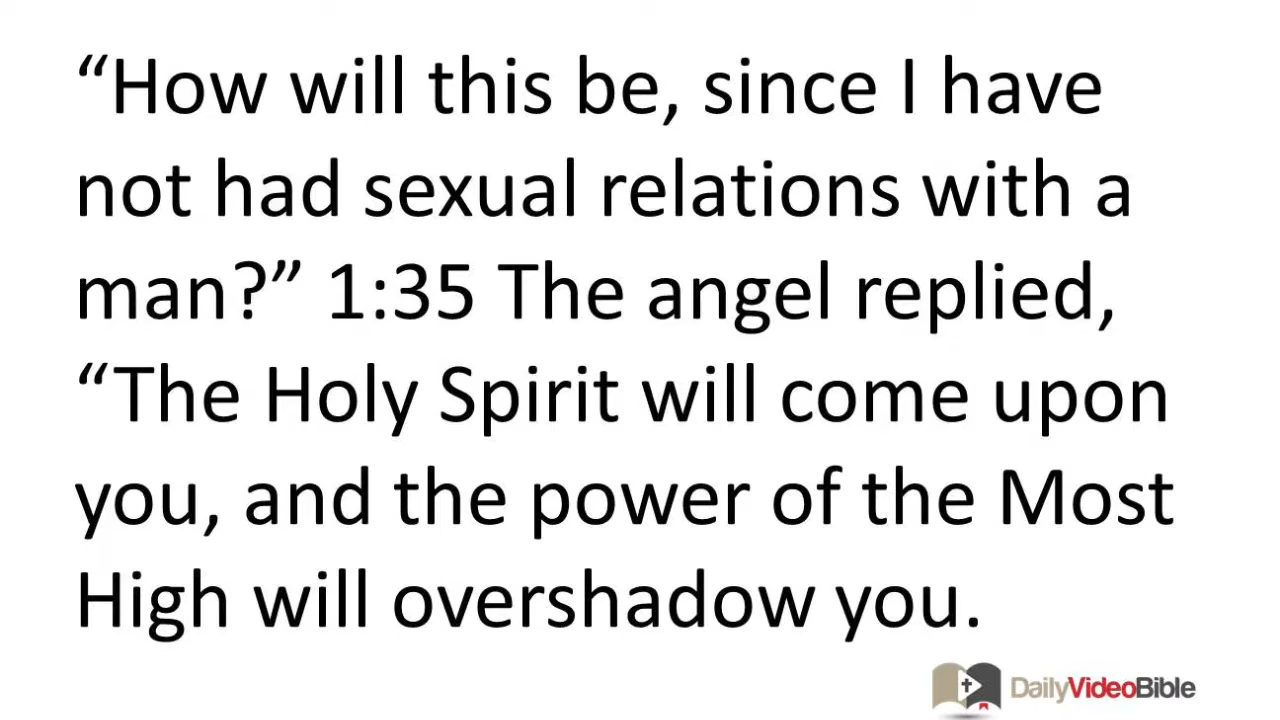 “How will this be, since I have
not had sexual relations with a
man?” 1:35 The angel replied,
“The Holy Spirit will come upon
you, and the power of the Most
High will overshadow you.
DailyVideoBible